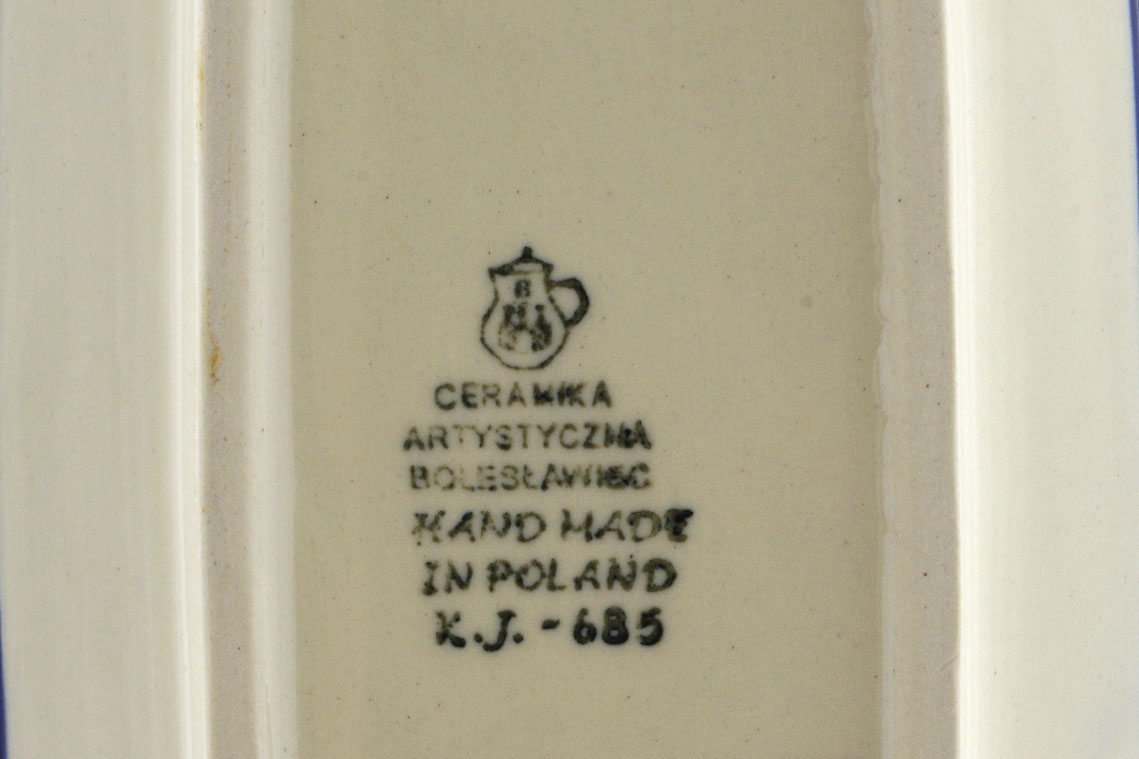 B
CERAMIKA
ARTYSTYCZNA
BOLESŁAWIEC
HAND MADE
IN POLAND
K.J. - 685